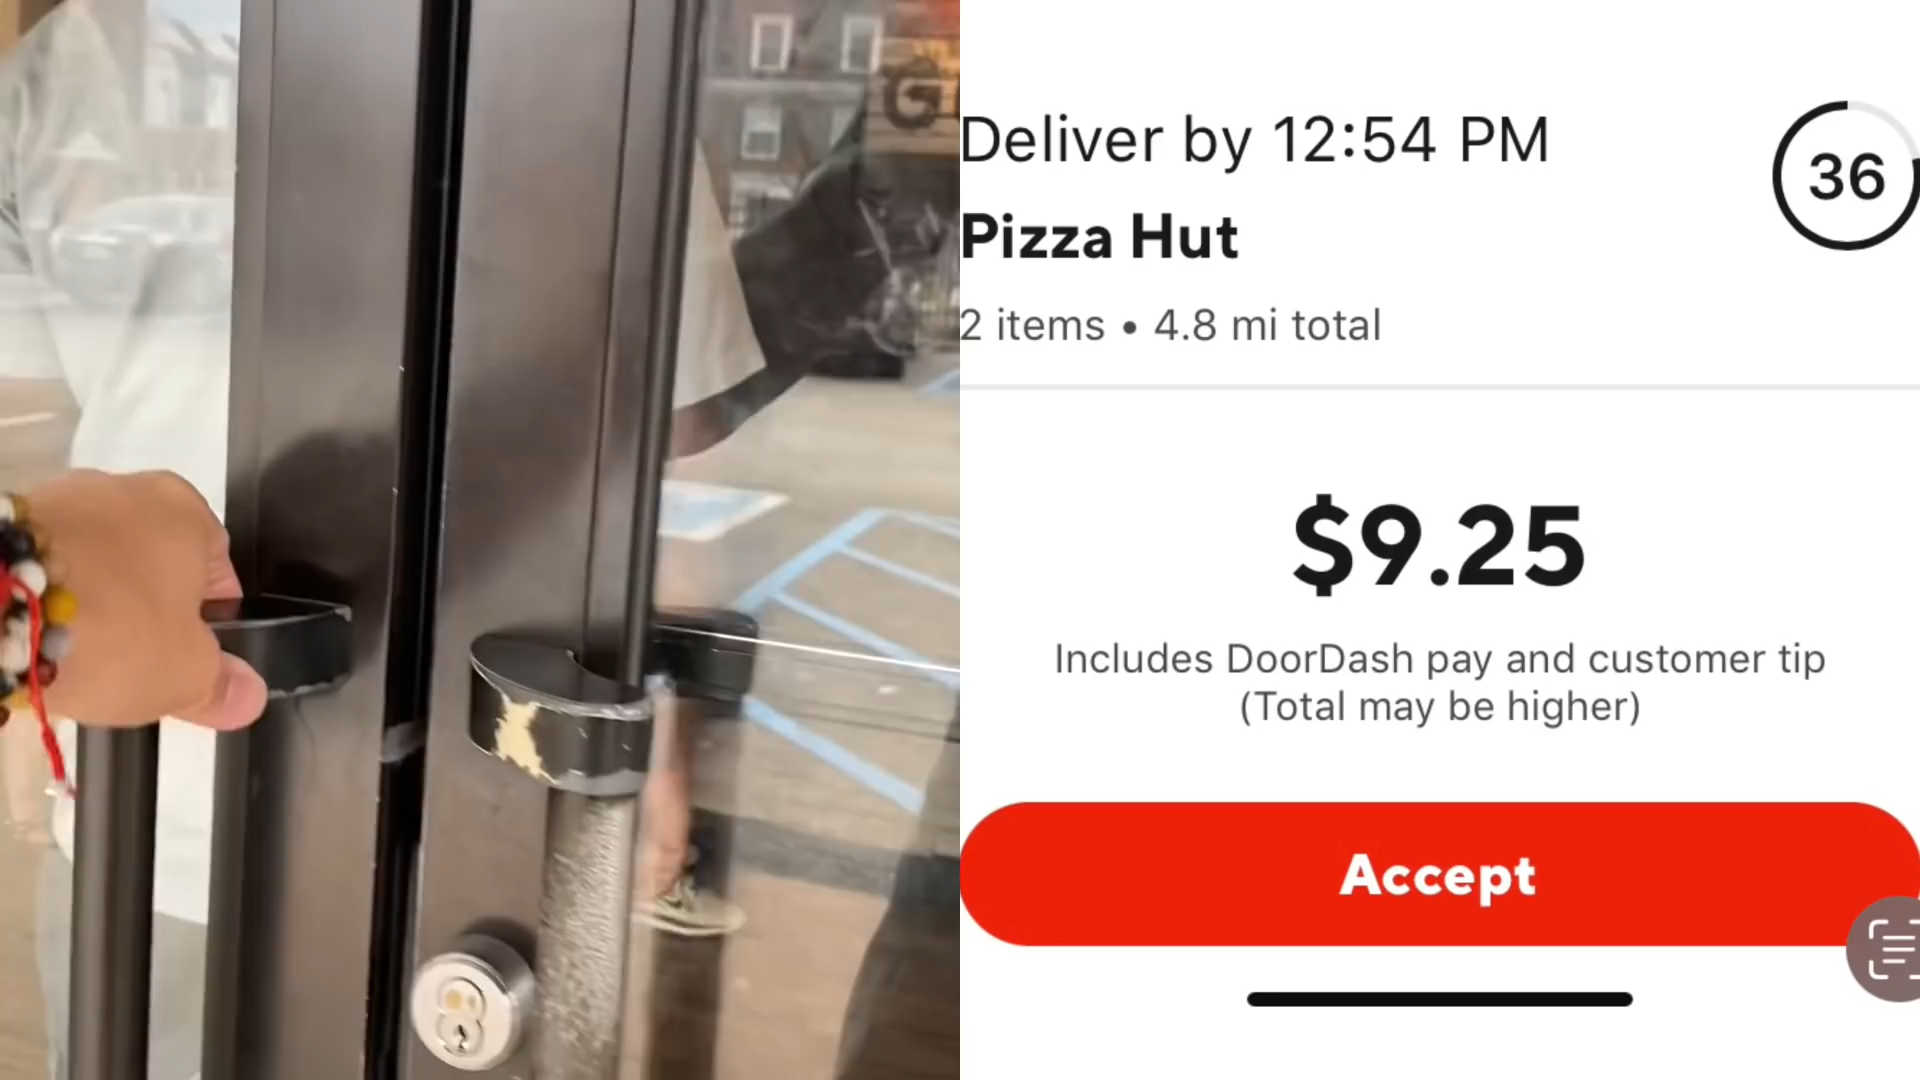 G
Deliver by 12:54 PM
36
Pizza Hut
2 items • 4.8 mi total
$9.25
Includes DoorDash pay and customer tip
(Total may be higher)
Accept